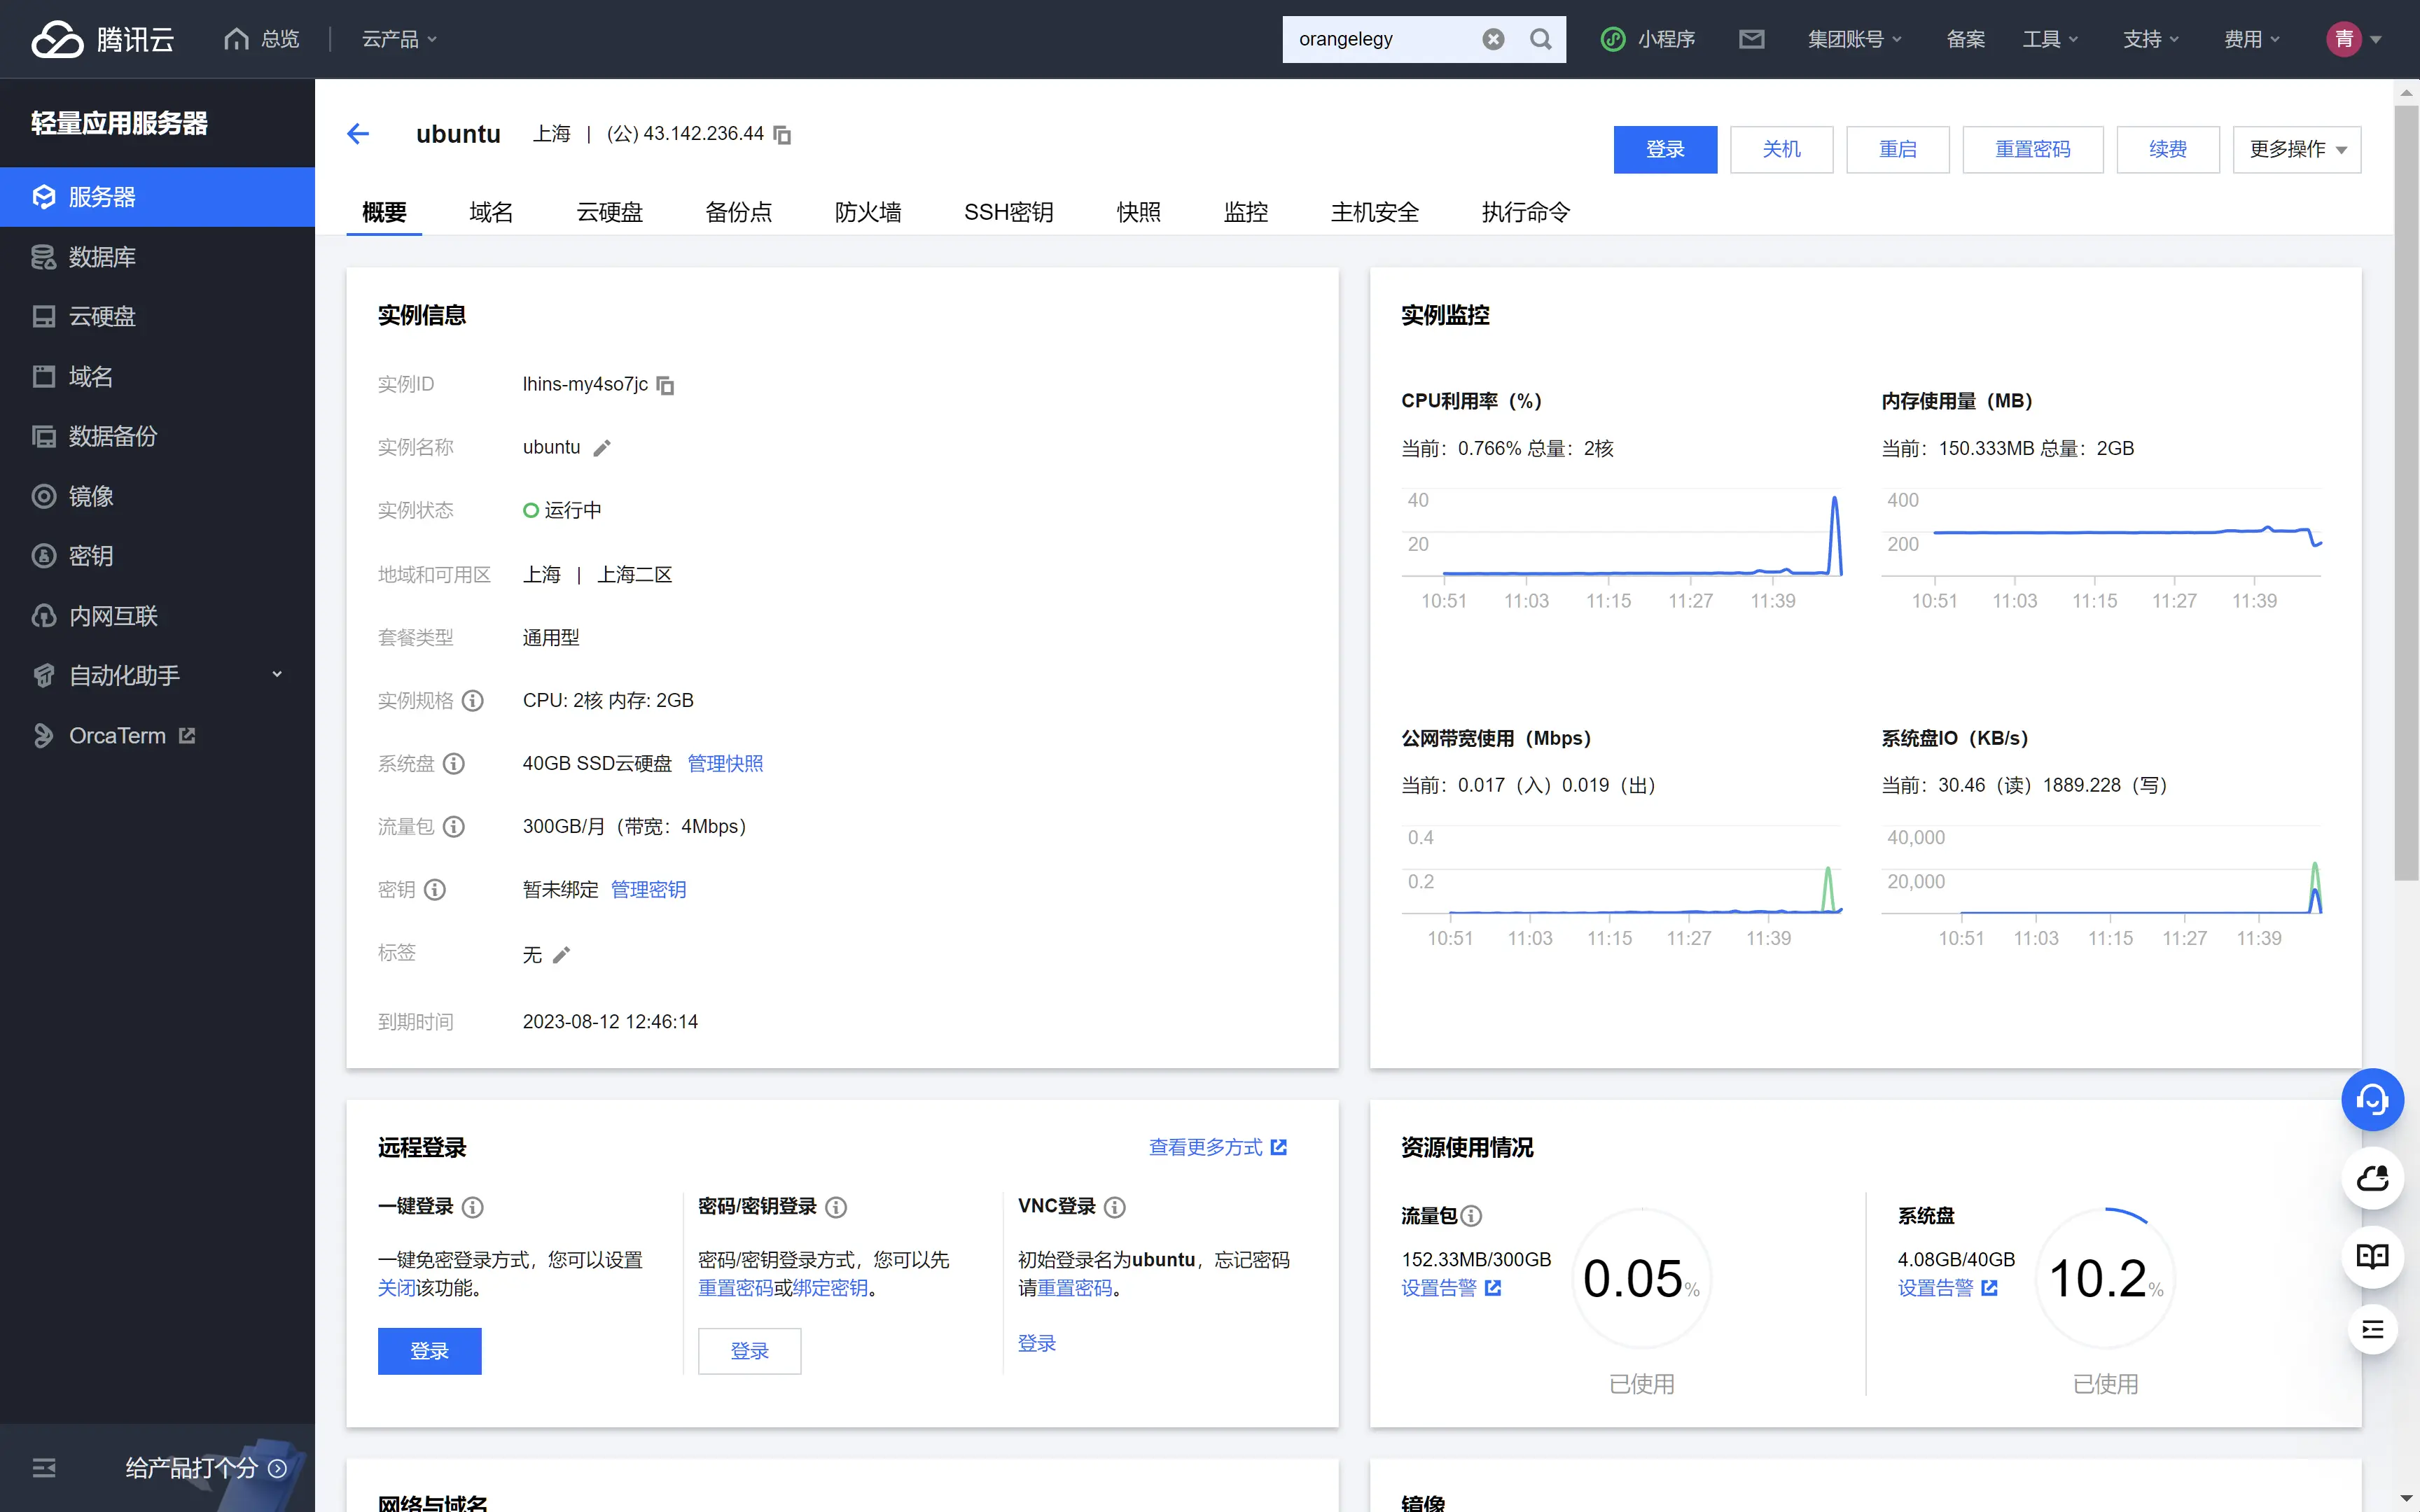 腾讯云 总览 云产品 orangelegy 小程序 集团账号 备案 工具 支持 费用 青
轻量应用服务器
服务器
数据库
云硬盘
域名
数据备份
镜像
密钥
内网互联
自动化助手
OrcaTerm
给产品打个分
ubuntu 上海 | (公) 43.142.236.44
登录 关机 重启 重置密码 续费 更多操作
概要 域名 云硬盘 备份点 防火墙 SSH密钥 快照 监控 主机安全 执行命令
实例信息
实例ID lhins-my4so7jc
实例名称 ubuntu
实例状态 运行中
地域和可用区 上海 | 上海二区
套餐类型 通用型
实例规格 CPU: 2核 内存: 2GB
系统盘 40GB SSD云硬盘 管理快照
流量包 300GB/月（带宽：4Mbps）
密钥 暂未绑定 管理密钥
标签 无
到期时间 2023-08-12 12:46:14
实例监控
CPU利用率（%）
当前：0.766% 总量：2核
40
20
10:51 11:03 11:15 11:27 11:39
内存使用量（MB）
当前：150.333MB 总量：2GB
400
200
10:51 11:03 11:15 11:27 11:39
公网带宽使用（Mbps）
当前：0.017（入）0.019（出）
0.4
0.2
10:51 11:03 11:15 11:27 11:39
系统盘IO（KB/s）
当前：30.46（读）1889.228（写）
40,000
20,000
10:51 11:03 11:15 11:27 11:39
远程登录 查看更多方式
一键登录
一键免密登录方式，您可以设置
关闭该功能。
登录
密码/密钥登录
密码/密钥登录方式，您可以先
重置密码或绑定密钥。
登录
VNC登录
初始登录名为ubuntu，忘记密码
请重置密码。
登录
资源使用情况
流量包
152.33MB/300GB
设置告警
0.05%
已使用
系统盘
4.08GB/40GB
设置告警
10.2%
已使用
网络与域名
镜像